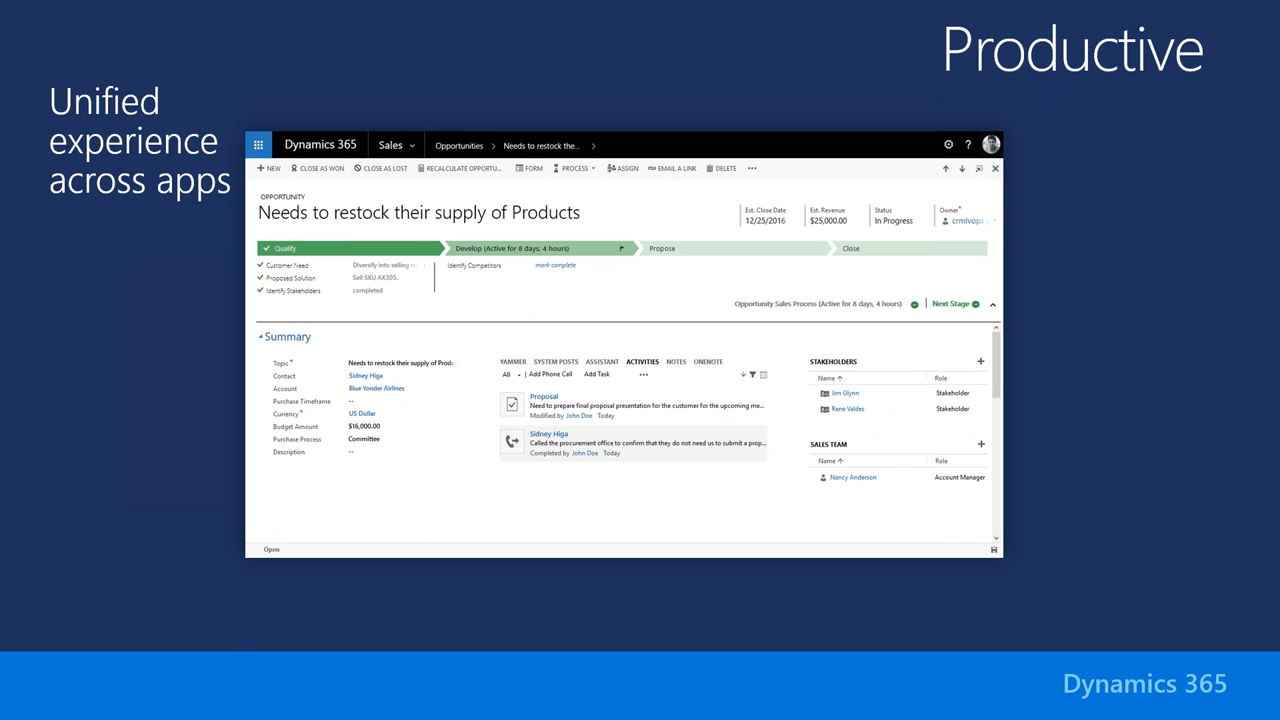 Productive
Unified
experience
across apps
Dynamics 365 Sales Opportunities Needs to restock the... ?
NEW CLOSE AS WON CLOSE AS LOST RECALCULATE OPPORTU... FORM PROCESS ASSIGN EMAIL A LINK DELETE ...
OPPORTUNITY
Needs to restock their supply of Products
Est. Close Date Est. Revenue Status Owner*
12/25/2016 $25,000.00 In Progress crmlvops
Qualify Develop (Active for 8 days, 4 hours) Propose Close
Customer Need Diversify into selling Identify Competitors mark complete
Proposed Solution Sell SKU AX305.
Identify Stakeholders completed
Opportunity Sales Process (Active for 8 days, 4 hours) Next Stage
Summary
Topic* Needs to restock their supply of Produ
Contact Sidney Higa
Account Blue Yonder Airlines
Purchase Timeframe --
Currency* US Dollar
Budget Amount $16,000.00
Purchase Process Committee
Description --
YAMMER SYSTEM POSTS ASSISTANT ACTIVITIES NOTES ONENOTE
All Add Phone Call Add Task ...
Proposal
Need to prepare final proposal presentation for the customer for the upcoming me...
Modified by John Doe Today
Sidney Higa
Called the procurement office to confirm that they do not need us to submit a prop...
Completed by John Doe Today
STAKEHOLDERS +
Name Role
Jim Glynn Stakeholder
Rene Valdes Stakeholder
SALES TEAM +
Name Role
Nancy Anderson Account Manager
Open
Dynamics 365